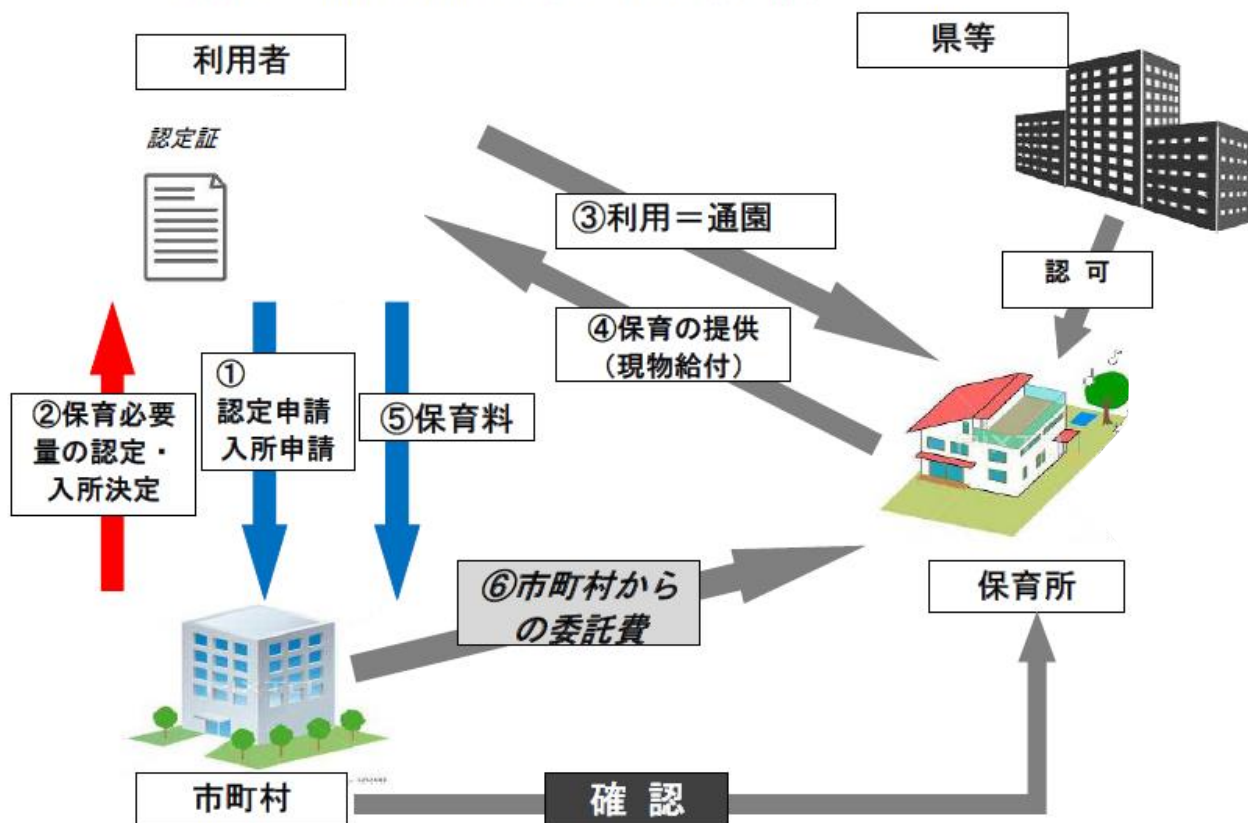 利用者
県等
認定証
③利用＝通園
認 可
④保育の提供
（現物給付）
①
認定申請
入所申請
②保育必要
量の認定・
入所決定
⑤保育料
⑥市町村から
の委託費
保育所
市町村
確 認